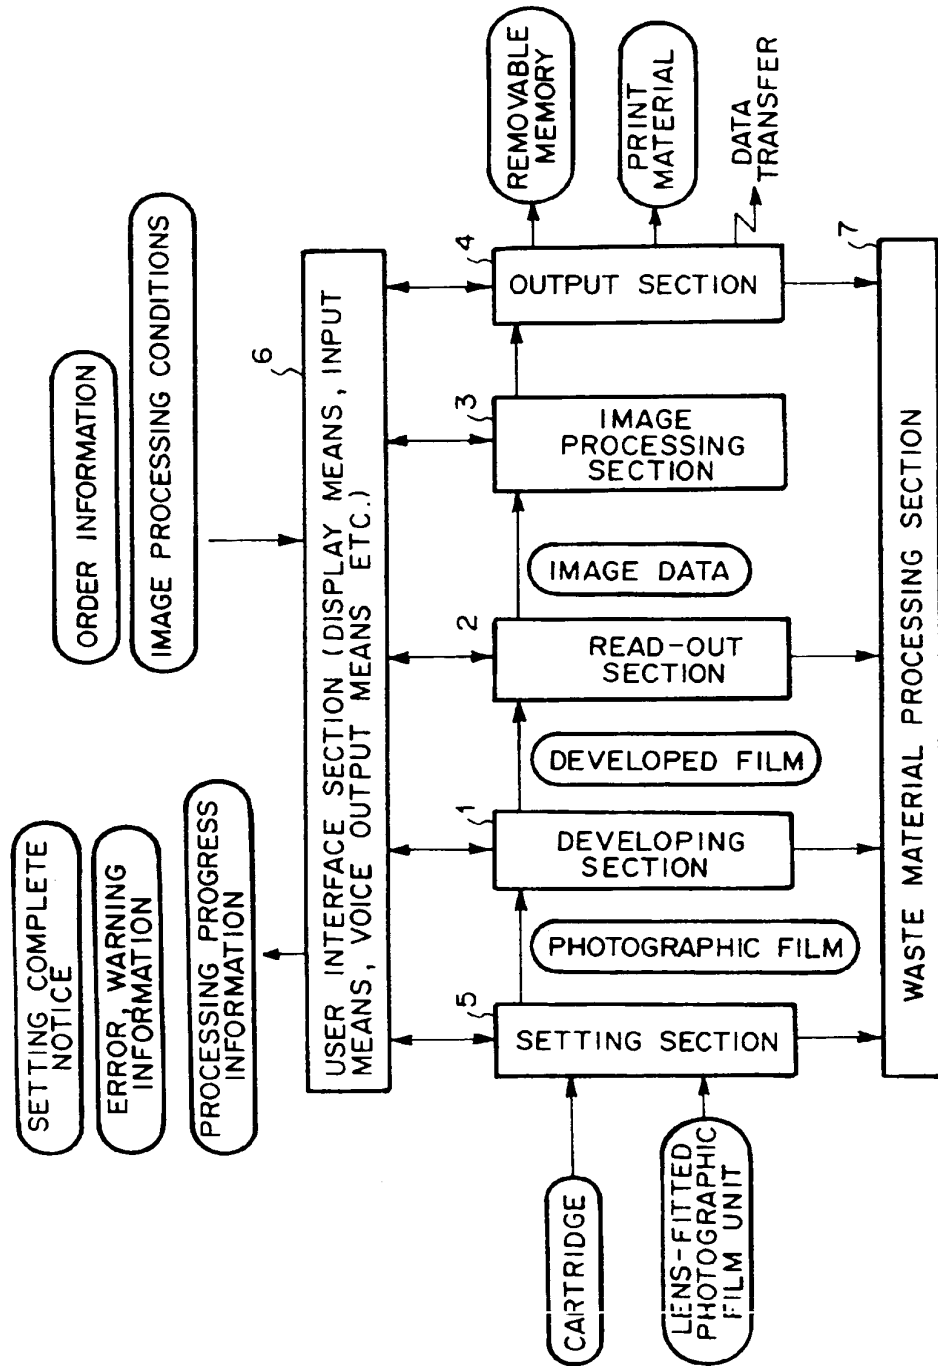 ORDER INFORMATION
IMAGE PROCESSING CONDITIONS
SETTING COMPLETE
NOTICE
ERROR, WARNING
INFORMATION
PROCESSING PROGRESS
INFORMATION
6
USER INTERFACE SECTION (DISPLAY MEANS, INPUT
MEANS, VOICE OUTPUT MEANS ETC.)
CARTRIDGE
LENS-FITTED
PHOTOGRAPHIC
FILM UNIT
5
SETTING SECTION
PHOTOGRAPHIC FILM
1
DEVELOPING
SECTION
DEVELOPED FILM
2
READ-OUT
SECTION
IMAGE DATA
3
IMAGE
PROCESSING
SECTION
4
OUTPUT SECTION
REMOVABLE
MEMORY
PRINT
MATERIAL
DATA
TRANSFER
7
WASTE MATERIAL PROCESSING SECTION